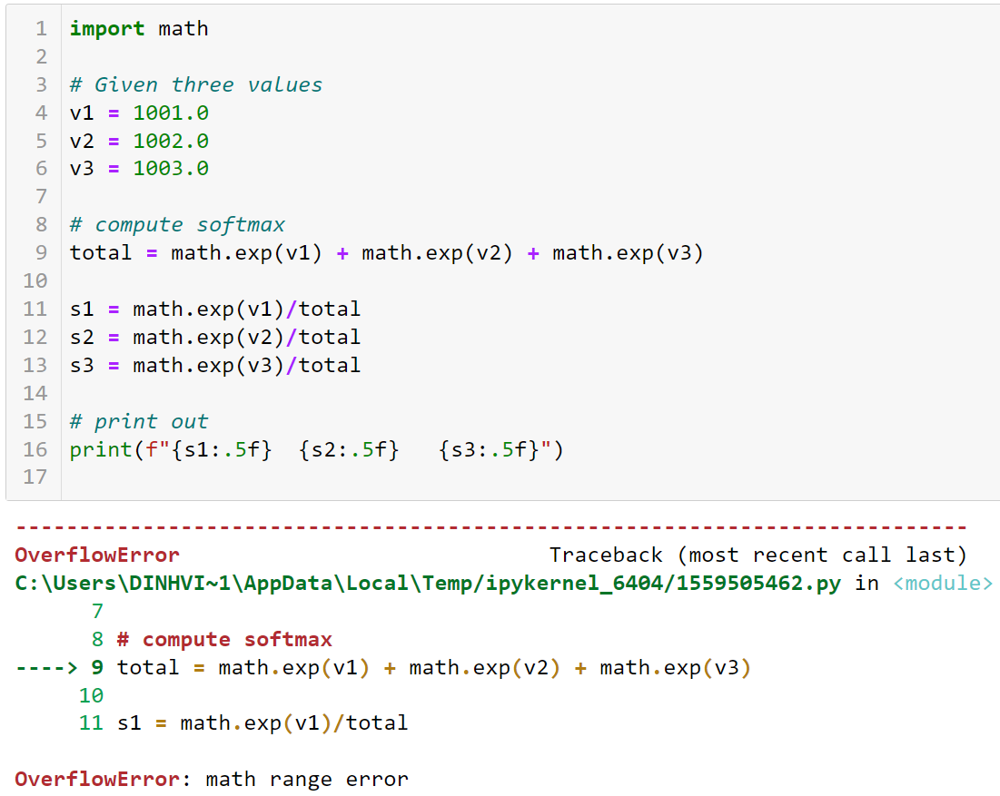 1 import math
2
3 # Given three values
4 v1 = 1001.0
5 v2 = 1002.0
6 v3 = 1003.0
7
8 # compute softmax
9 total = math.exp(v1) + math.exp(v2) + math.exp(v3)
10
11 s1 = math.exp(v1)/total
12 s2 = math.exp(v2)/total
13 s3 = math.exp(v3)/total
14
15 # print out
16 print(f"{s1:.5f}  {s2:.5f}   {s3:.5f}")
17
---------------------------------------------------------------------------
OverflowError                             Traceback (most recent call last)
C:\Users\DINHVI~1\AppData\Local\Temp/ipykernel_6404/1559505462.py in <module>
      7
      8 # compute softmax
----> 9 total = math.exp(v1) + math.exp(v2) + math.exp(v3)
     10
     11 s1 = math.exp(v1)/total

OverflowError: math range error